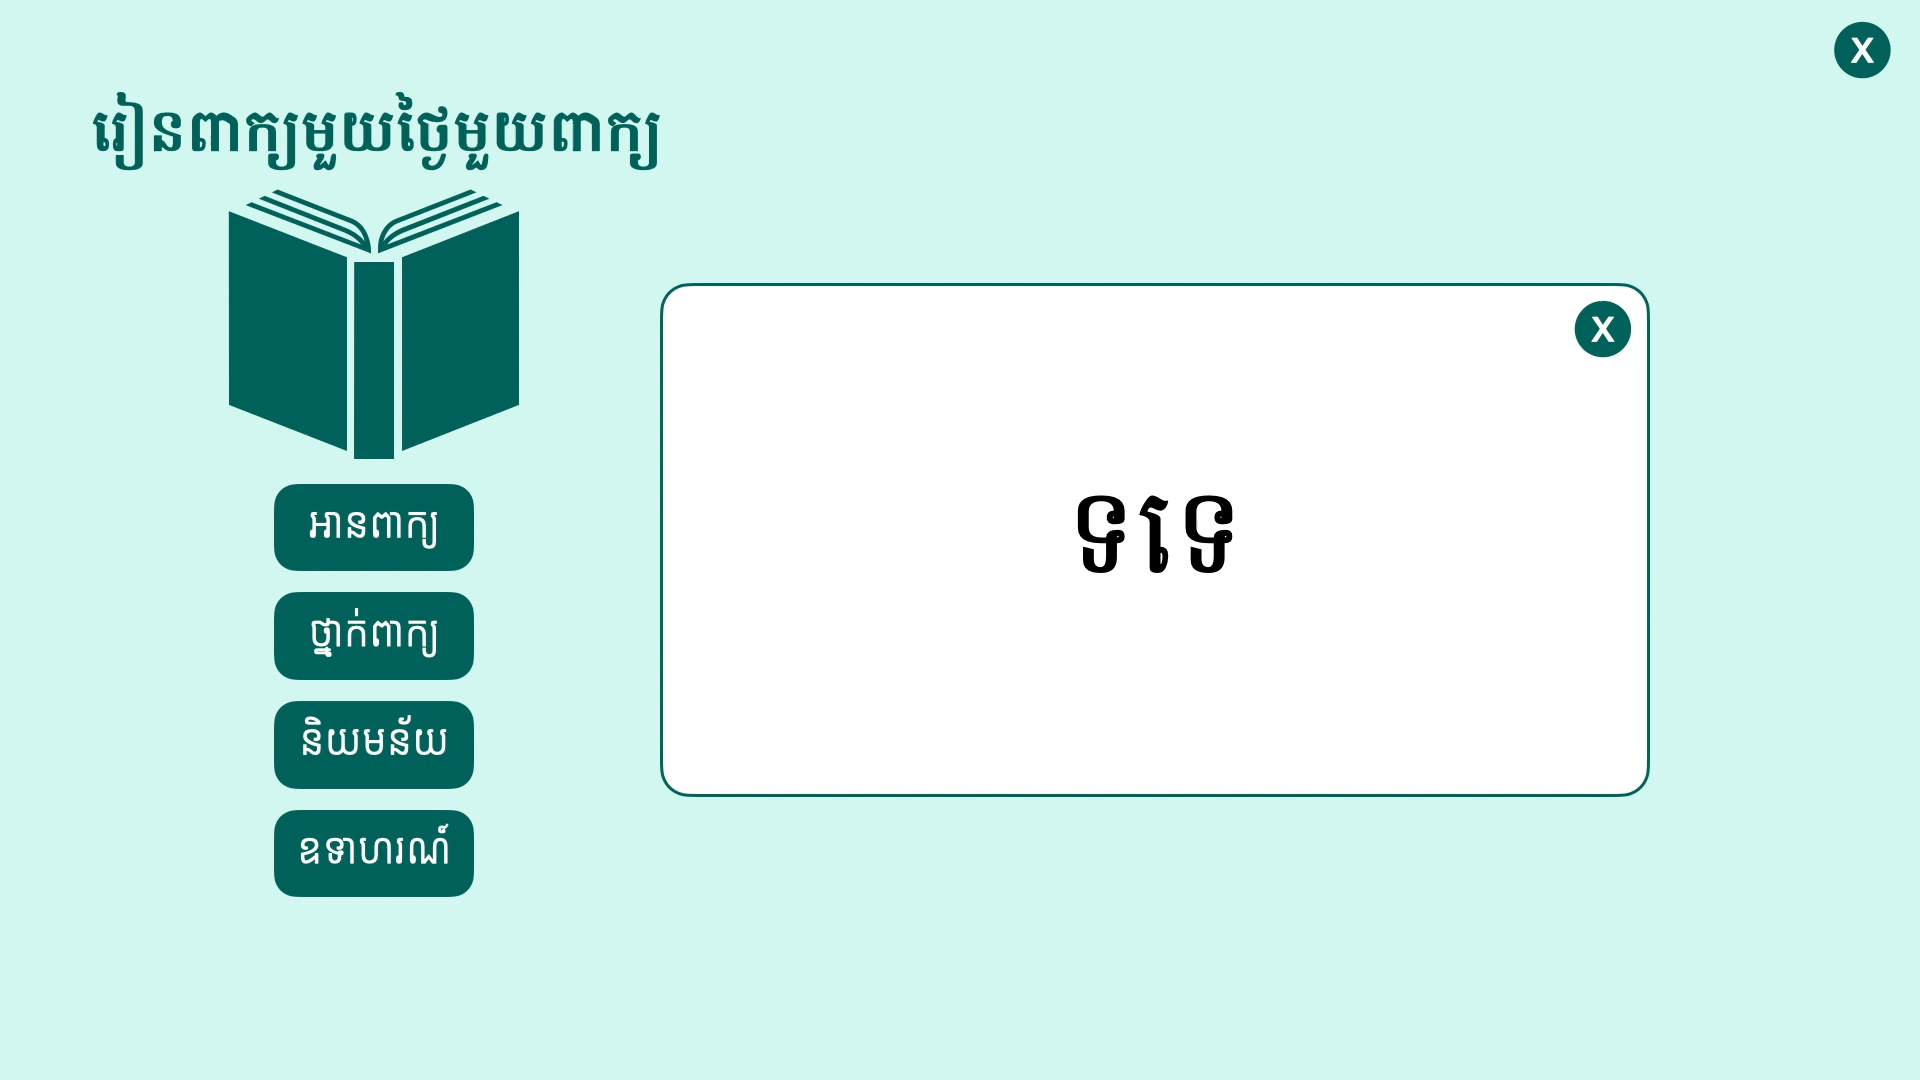 X
រៀនពាក្យមួយថ្ងៃមួយពាក្យ
X
ទទេ
អានពាក្យ
ថ្នាក់ពាក្យ
និយមន័យ
ឧទាហរណ៍